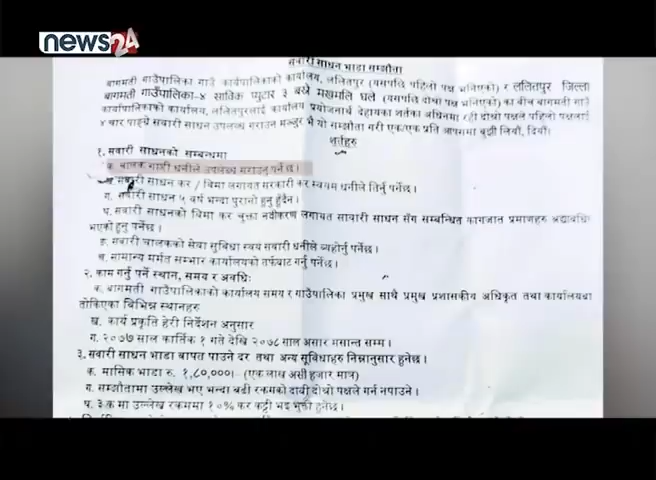 news24
सवारी साधन भाडा सम्झौता
बागमती गाउँपालिका गाउँ कार्यपालिकाको कार्यालय, ललितपुर (यसपछि पहिलो पक्ष भनिएको) र ललितपुर जिल्ला
बागमती गाउँपालिका-४ साविक प्युटार ३ बस्ने मखमलि घले (यसपछि दोश्रो पक्ष भनिएको) का बीच बागमती गाउँ
कार्यपालिकाको कार्यालय, ललितपुरलाई कार्यालय प्रयोजनार्थ देहायका शर्तका अधिनमा रही दोश्रो पक्षले पहिलो पक्षलाई
४ चार पाङ्ग्रे सवारी साधन उपलब्ध गराउन मञ्जुर भै यो सम्झौता गरी एक/एक प्रति आपसमा बुझी लियौं, दियौं।
शर्तहरु
१. सवारी साधनको सम्बन्धमा
क. चालक गाडी धनीले उपलब्ध गराउनु पर्नेछ।
ख. सवारी साधन कर / बिमा लगायत सरकारी कर स्वयम धनीले तिर्नु पर्नेछ।
ग. सवारी साधन ५ वर्ष भन्दा पुरानो हुनु हुँदैन।
घ. सवारी साधनको बिमा कर चुक्ता नवीकरण लगायत सावारी साधन सँग सम्बन्धित कागजात प्रमाणहरु अद्यावधिक
भएको हुनु पर्नेछ।
ङ. सवारी चालकको सेवा सुबिधा स्वयं सवारी धनीले ब्यहोर्नु पर्नेछ।
च. सामान्य मर्मत सम्भार कार्यालयको तर्फबाट गर्नु पर्नेछ।
२. काम गर्नु पर्ने स्थान, समय र अवधिः
क. बागमती गाउँपालिकाको कार्यालय समय र गाउँपालिका प्रमुख साथै प्रमुख प्रशासकीय अधिकृत तथा कार्यालयबा
तोकिएका बिभिन्न स्थानहरु
ख. कार्य प्रकृति हेरी निर्देशन अनुसार
ग. २०७७ साल कार्तिक १ गते देखि २०७८ साल असार मसान्त सम्म।
३. सवारी साधन भाडा बापत पाउने दर तथा अन्य सूबिधाहरु निम्नानुसार हुनेछ।
क. मासिक भाडा रु. १,८०,०००।- (एक लाख असी हजार मात्र)
ग. सम्झौतामा उल्लेख भए भन्दा बढी रकमको दावी दोश्रो पक्षले गर्न नपाउने।
घ. ३.क मा उल्लेख रकममा १०% कर कट्टी भइ भुक्तानी हुनेछ।